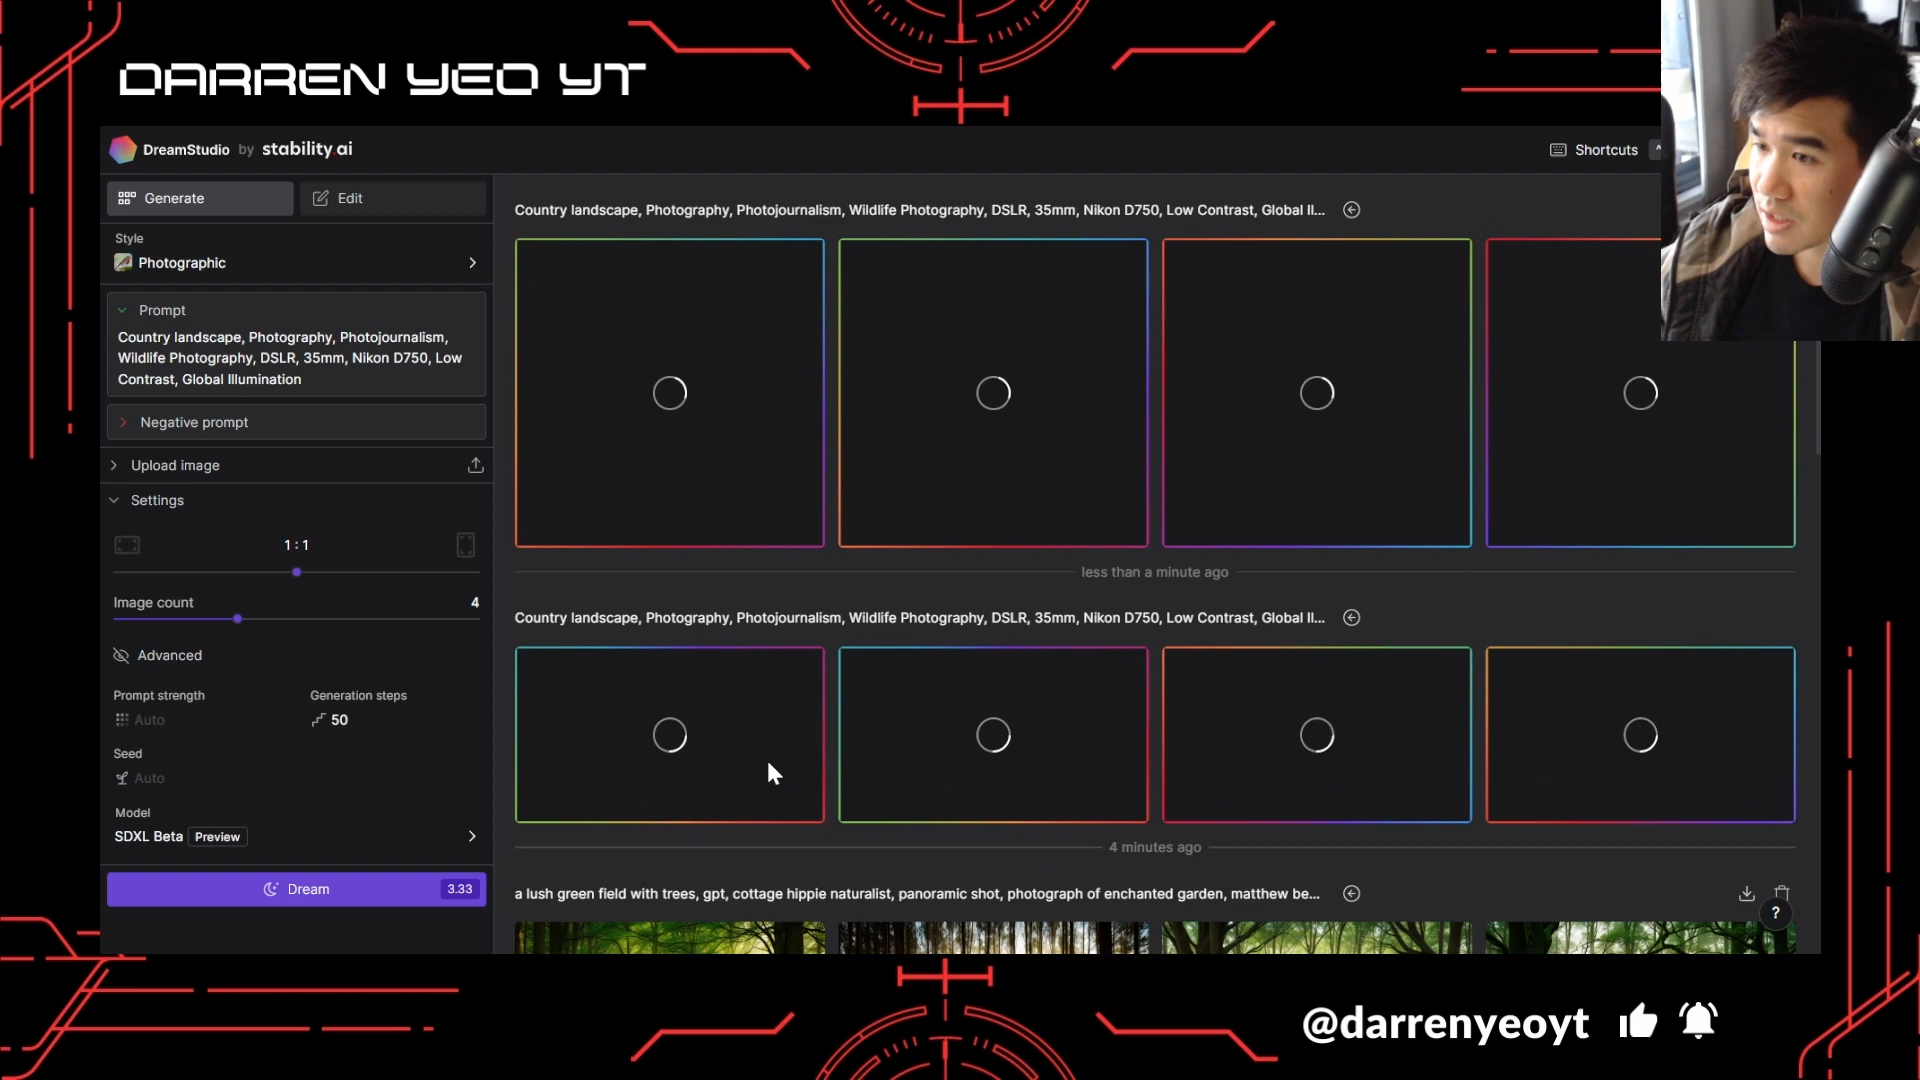 DARREN YEO YT
DreamStudio by stability.ai
Shortcuts ^
Generate
Edit
Style
Photographic
Prompt
Country landscape, Photography, Photojournalism,
Wildlife Photography, DSLR, 35mm, Nikon D750, Low
Contrast, Global Illumination
Negative prompt
Upload image
Settings
1 : 1
Image count 4
Advanced
Prompt strength
Auto
Generation steps
50
Seed
Auto
Model
SDXL Beta Preview
Dream 3.33
Country landscape, Photography, Photojournalism, Wildlife Photography, DSLR, 35mm, Nikon D750, Low Contrast, Global Il...
less than a minute ago
Country landscape, Photography, Photojournalism, Wildlife Photography, DSLR, 35mm, Nikon D750, Low Contrast, Global Il...
4 minutes ago
a lush green field with trees, gpt, cottage hippie naturalist, panoramic shot, photograph of enchanted garden, matthew be...
?
@darrenyeoyt